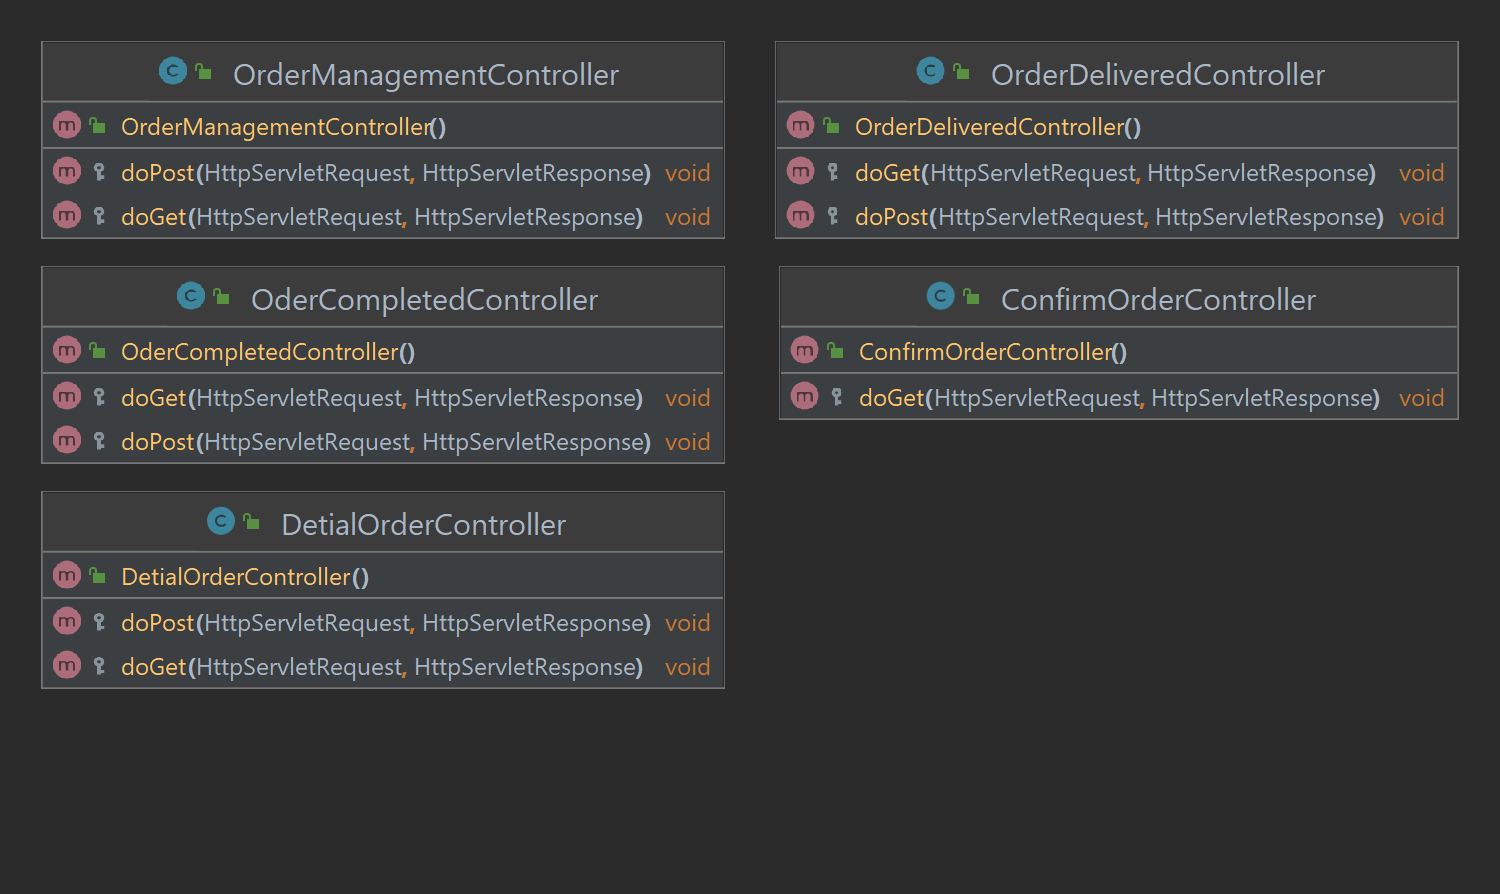 OrderManagementController
OrderManagementController()
doPost(HttpServletRequest, HttpServletResponse) void
doGet(HttpServletRequest, HttpServletResponse) void
OrderDeliveredController
OrderDeliveredController()
doGet(HttpServletRequest, HttpServletResponse) void
doPost(HttpServletRequest, HttpServletResponse) void
OderCompletedController
OderCompletedController()
doGet(HttpServletRequest, HttpServletResponse) void
doPost(HttpServletRequest, HttpServletResponse) void
ConfirmOrderController
ConfirmOrderController()
doGet(HttpServletRequest, HttpServletResponse) void
DetialOrderController
DetialOrderController()
doPost(HttpServletRequest, HttpServletResponse) void
doGet(HttpServletRequest, HttpServletResponse) void